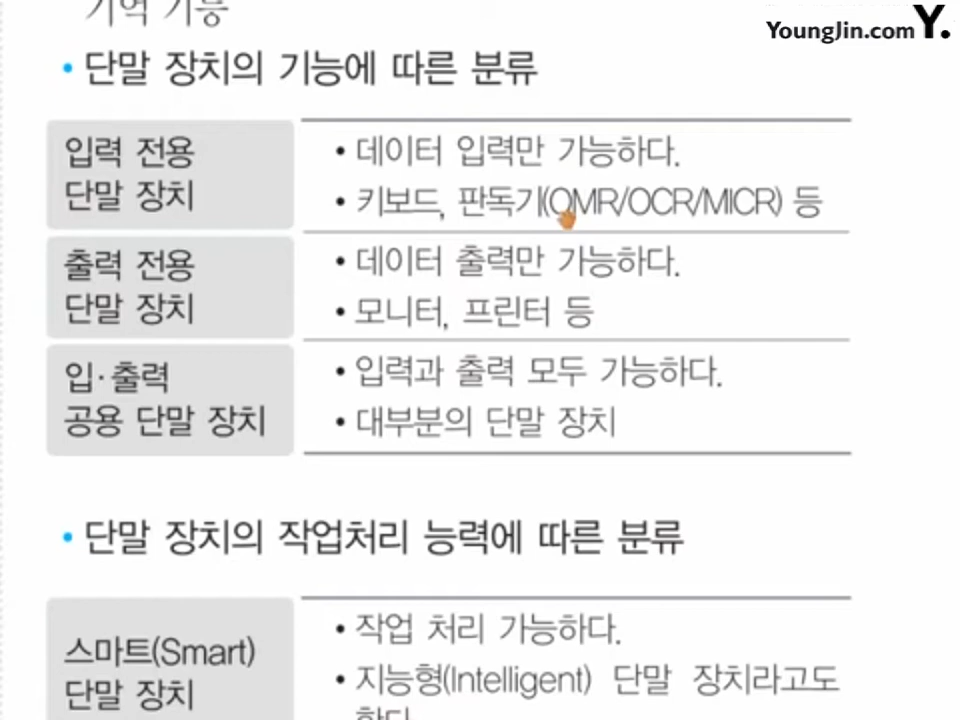 기억 기능
YoungJin.com Y.
• 단말 장치의 기능에 따른 분류
입력 전용
단말 장치
• 데이터 입력만 가능하다.
• 키보드, 판독기(OMR/OCR/MICR) 등
출력 전용
단말 장치
• 데이터 출력만 가능하다.
• 모니터, 프린터 등
입·출력
공용 단말 장치
• 입력과 출력 모두 가능하다.
• 대부분의 단말 장치
• 단말 장치의 작업처리 능력에 따른 분류
스마트(Smart)
단말 장치
• 작업 처리 가능하다.
• 지능형(Intelligent) 단말 장치라고도
한다